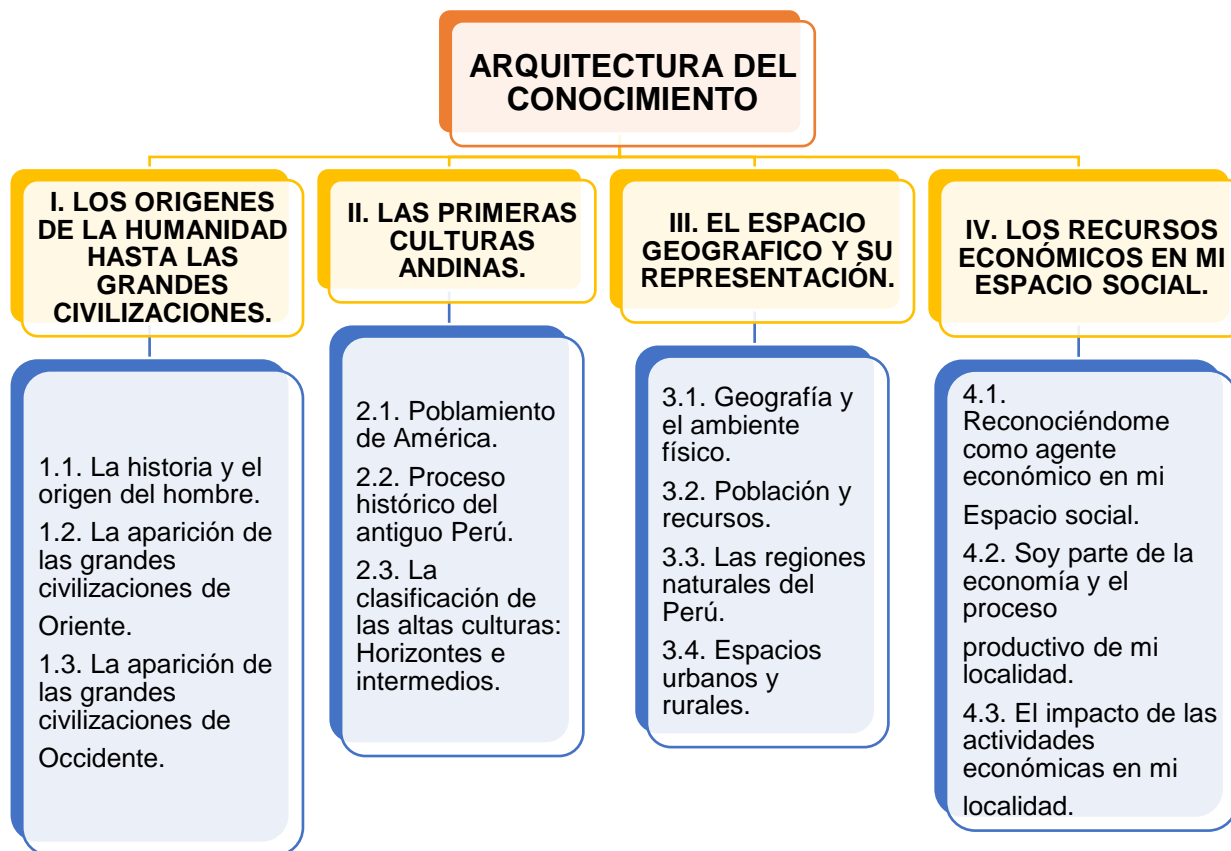 ARQUITECTURA DEL
CONOCIMIENTO
I. LOS ORIGENES
DE LA HUMANIDAD
HASTA LAS
GRANDES
CIVILIZACIONES.
1.1. La historia y el
origen del hombre.
1.2. La aparición de
las grandes
civilizaciones de
Oriente.
1.3. La aparición de
las grandes
civilizaciones de
Occidente.
II. LAS PRIMERAS
CULTURAS
ANDINAS.
2.1. Poblamiento
de América.
2.2. Proceso
histórico del
antiguo Perú.
2.3. La
clasificación de
las altas culturas:
Horizontes e
intermedios.
III. EL ESPACIO
GEOGRAFICO Y SU
REPRESENTACIÓN.
3.1. Geografía y
el ambiente
físico.
3.2. Población y
recursos.
3.3. Las regiones
naturales del
Perú.
3.4. Espacios
urbanos y
rurales.
IV. LOS RECURSOS
ECONÓMICOS EN MI
ESPACIO SOCIAL.
4.1.
Reconociéndome
como agente
económico en mi
Espacio social.
4.2. Soy parte de la
economía y el
proceso
productivo de mi
localidad.
4.3. El impacto de las
actividades
económicas en mi
localidad.